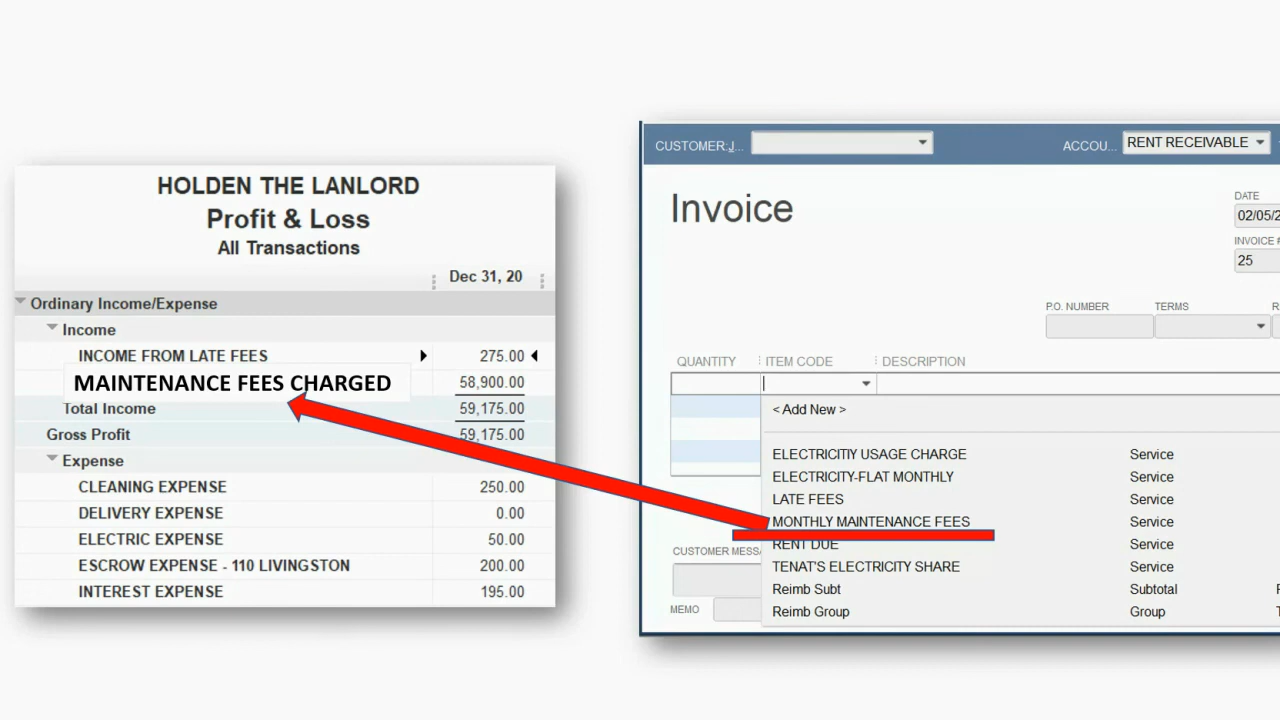 HOLDEN THE LANLORD
Profit & Loss
All Transactions
Dec 31, 20
Ordinary Income/Expense
Income
INCOME FROM LATE FEES 275.00
MAINTENANCE FEES CHARGED 58,900.00
Total Income 59,175.00
Gross Profit 59,175.00
Expense
CLEANING EXPENSE 250.00
DELIVERY EXPENSE 0.00
ELECTRIC EXPENSE 50.00
ESCROW EXPENSE - 110 LIVINGSTON 200.00
INTEREST EXPENSE 195.00
CUSTOMER:J... ACCOU... RENT RECEIVABLE
Invoice
DATE
02/05/2
INVOICE #
25
P.O. NUMBER TERMS
QUANTITY ITEM CODE DESCRIPTION
< Add New >
ELECTRICITIY USAGE CHARGE Service
ELECTRICITY-FLAT MONTHLY Service
LATE FEES Service
MONTHLY MAINTENANCE FEES Service
RENT DUE Service
TENAT'S ELECTRICITY SHARE Service
Reimb Subt Subtotal
Reimb Group Group
CUSTOMER MESSA
MEMO